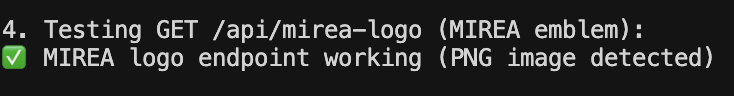 4. Testing GET /api/mirea-logo (MIREA emblem):
✅ MIREA logo endpoint working (PNG image detected)